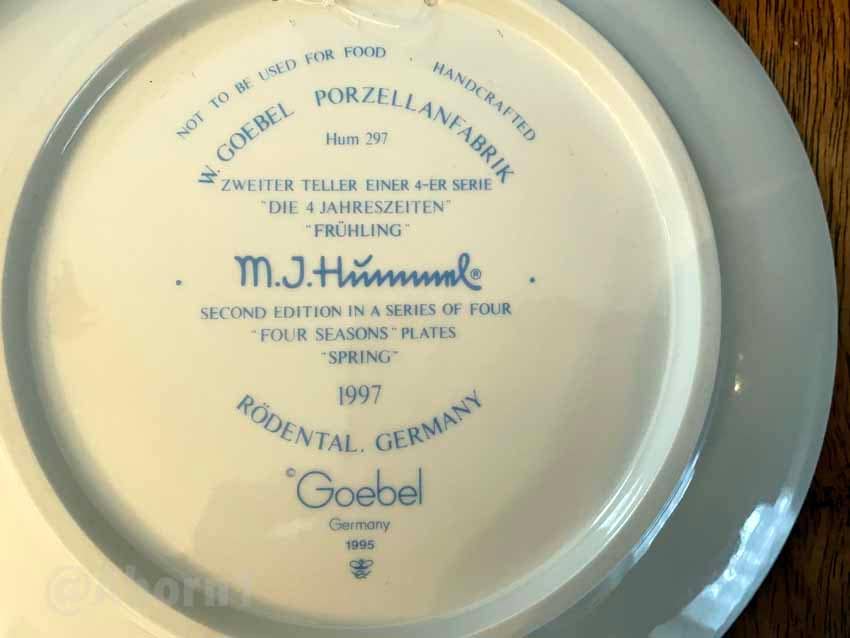 NOT TO BE USED FOR FOOD · HANDCRAFTED
W. GOEBEL PORZELLANFABRIK
Hum 297
ZWEITER TELLER EINER 4-ER SERIE
"DIE 4 JAHRESZEITEN"
"FRÜHLING"
· M.J.Hummel® ·
SECOND EDITION IN A SERIES OF FOUR
"FOUR SEASONS" PLATES
"SPRING"
1997
RÖDENTAL, GERMANY
© Goebel
Germany
1995